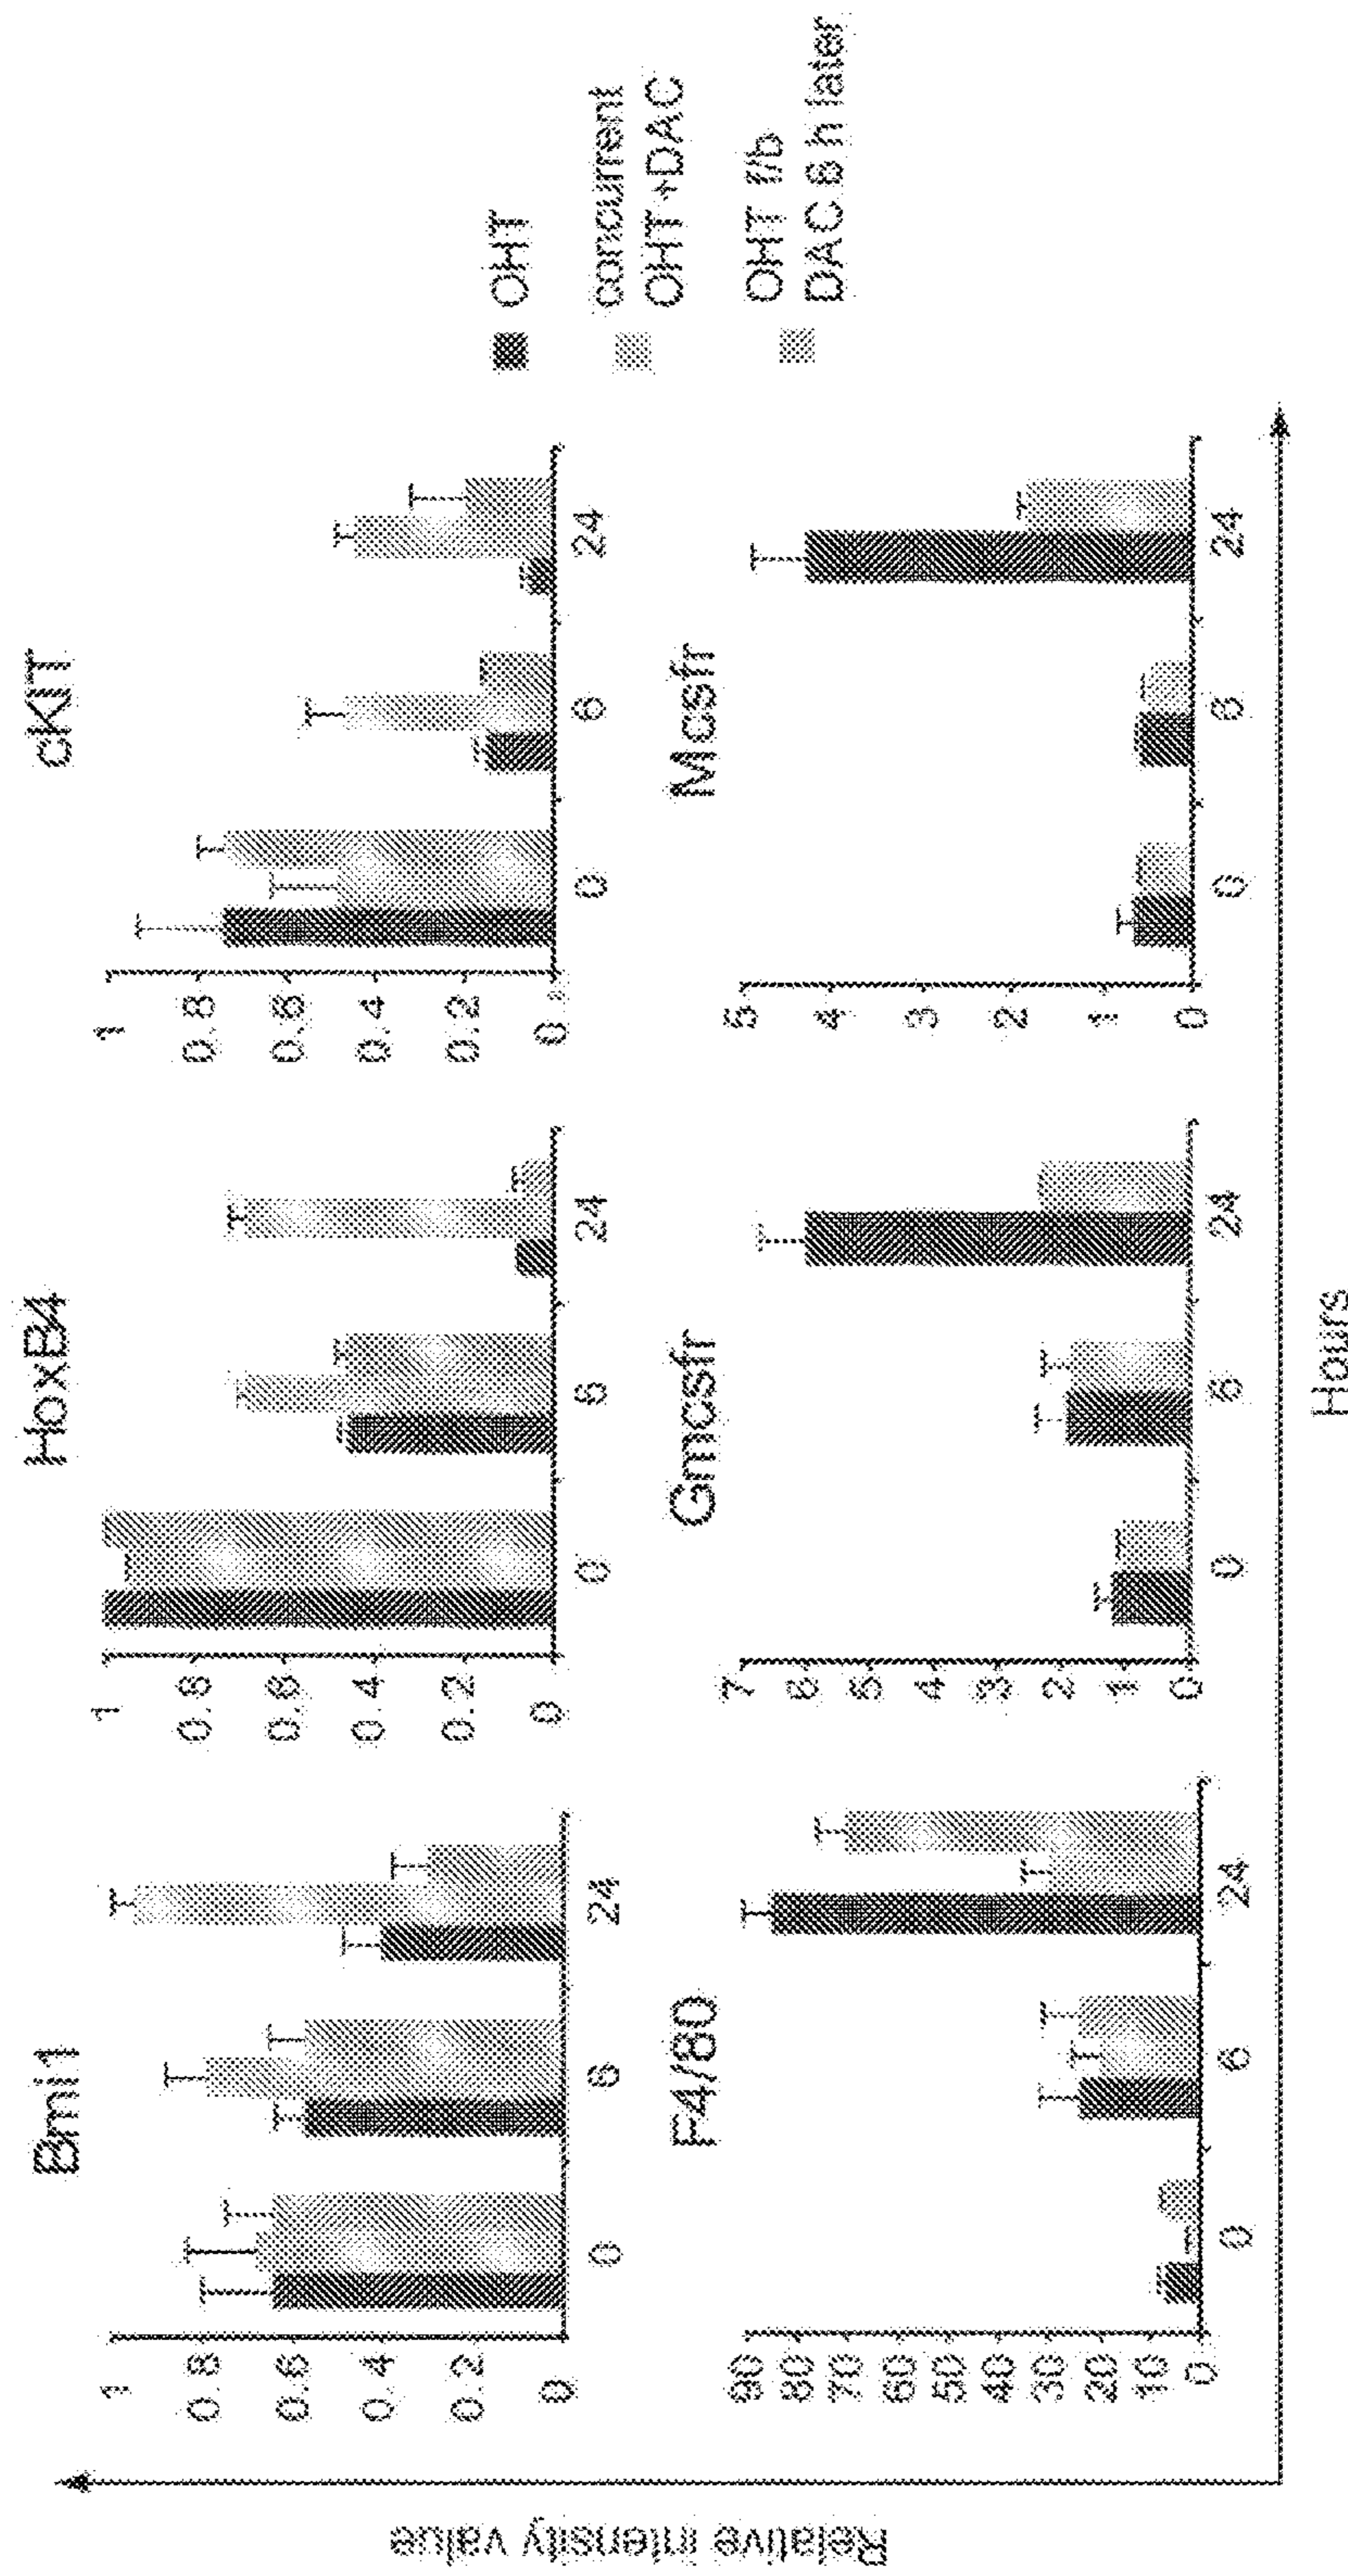 Relative intensity value
Bmi1
1
0.8
0.6
0.4
0.2
0
0 6 24
HoxB4
1
0.8
0.6
0.4
0.2
0
0 6 24
cKIT
1
0.8
0.6
0.4
0.2
0
0 6 24
F4/80
90
80
70
60
50
40
30
20
10
0
0 6 24
Gmcsfr
7
6
5
4
3
2
1
0
0 6 24
Mcsfr
5
4
3
2
1
0
0 6 24
Hours
OHT
concurrent
OHT+DAC
OHT f/b
DAC 6 h later